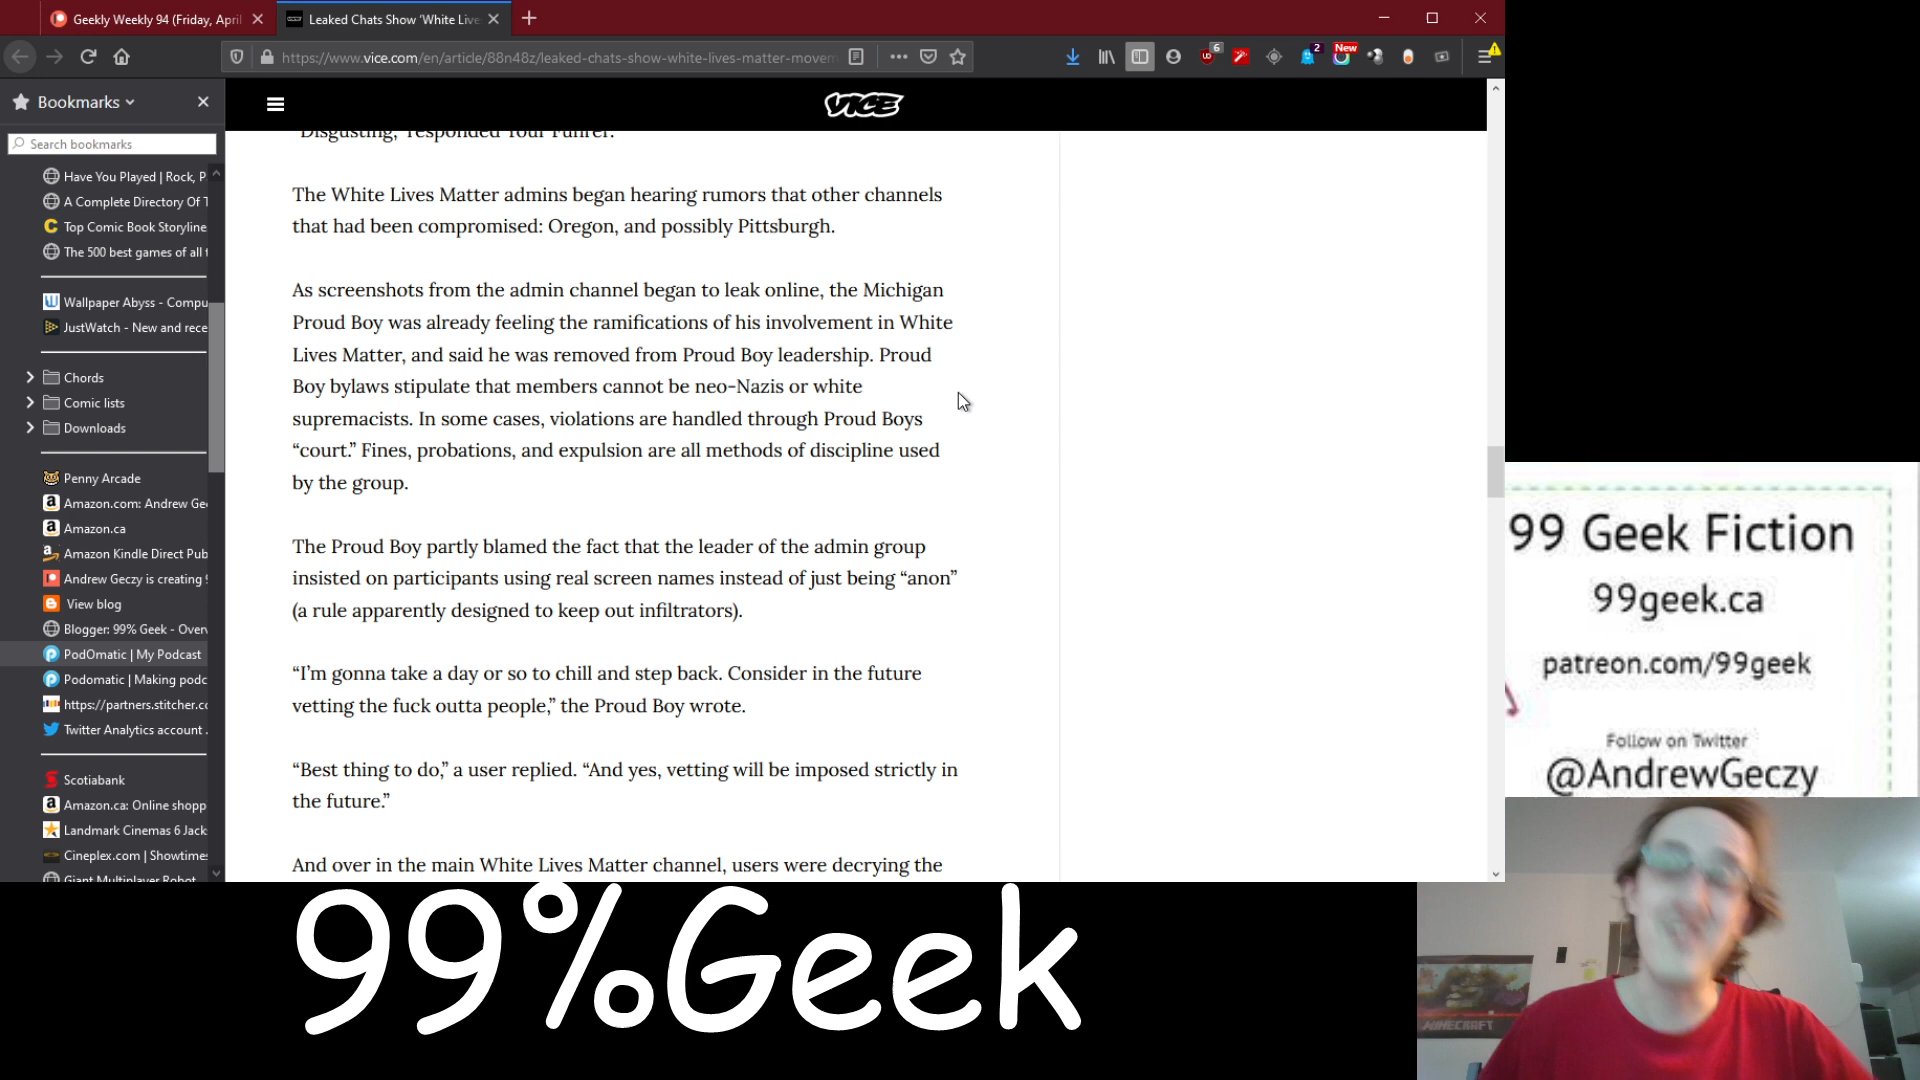 Geekly Weekly 94 (Friday, April
Leaked Chats Show 'White Live
https://www.vice.com/en/article/88n48z/leaked-chats-show-white-lives-matter-movem
6
2
New
Bookmarks
Search bookmarks
Have You Played | Rock, P
A Complete Directory Of T
Top Comic Book Storyline
The 500 best games of all t
Wallpaper Abyss - Compu
JustWatch - New and rece
Chords
Comic lists
Downloads
Penny Arcade
Amazon.com: Andrew Ge
Amazon.ca
Amazon Kindle Direct Pub
Andrew Geczy is creating 9
View blog
Blogger: 99% Geek - Overv
PodOmatic | My Podcast
Podomatic | Making podc
https://partners.stitcher.co
Twitter Analytics account
Scotiabank
Amazon.ca: Online shopp
Landmark Cinemas 6 Jack
Cineplex.com | Showtimes
Giant Multiplayer Robot
VICE
"Disgusting," responded Your Fuhrer.
The White Lives Matter admins began hearing rumors that other channels
that had been compromised: Oregon, and possibly Pittsburgh.
As screenshots from the admin channel began to leak online, the Michigan
Proud Boy was already feeling the ramifications of his involvement in White
Lives Matter, and said he was removed from Proud Boy leadership. Proud
Boy bylaws stipulate that members cannot be neo-Nazis or white
supremacists. In some cases, violations are handled through Proud Boys
“court.” Fines, probations, and expulsion are all methods of discipline used
by the group.
The Proud Boy partly blamed the fact that the leader of the admin group
insisted on participants using real screen names instead of just being “anon”
(a rule apparently designed to keep out infiltrators).
“I’m gonna take a day or so to chill and step back. Consider in the future
vetting the fuck outta people,” the Proud Boy wrote.
“Best thing to do,” a user replied. “And yes, vetting will be imposed strictly in
the future.”
And over in the main White Lives Matter channel, users were decrying the
99 Geek Fiction
99geek.ca
patreon.com/99geek
Follow on Twitter
@AndrewGeczy
99%Geek
MINECRAFT